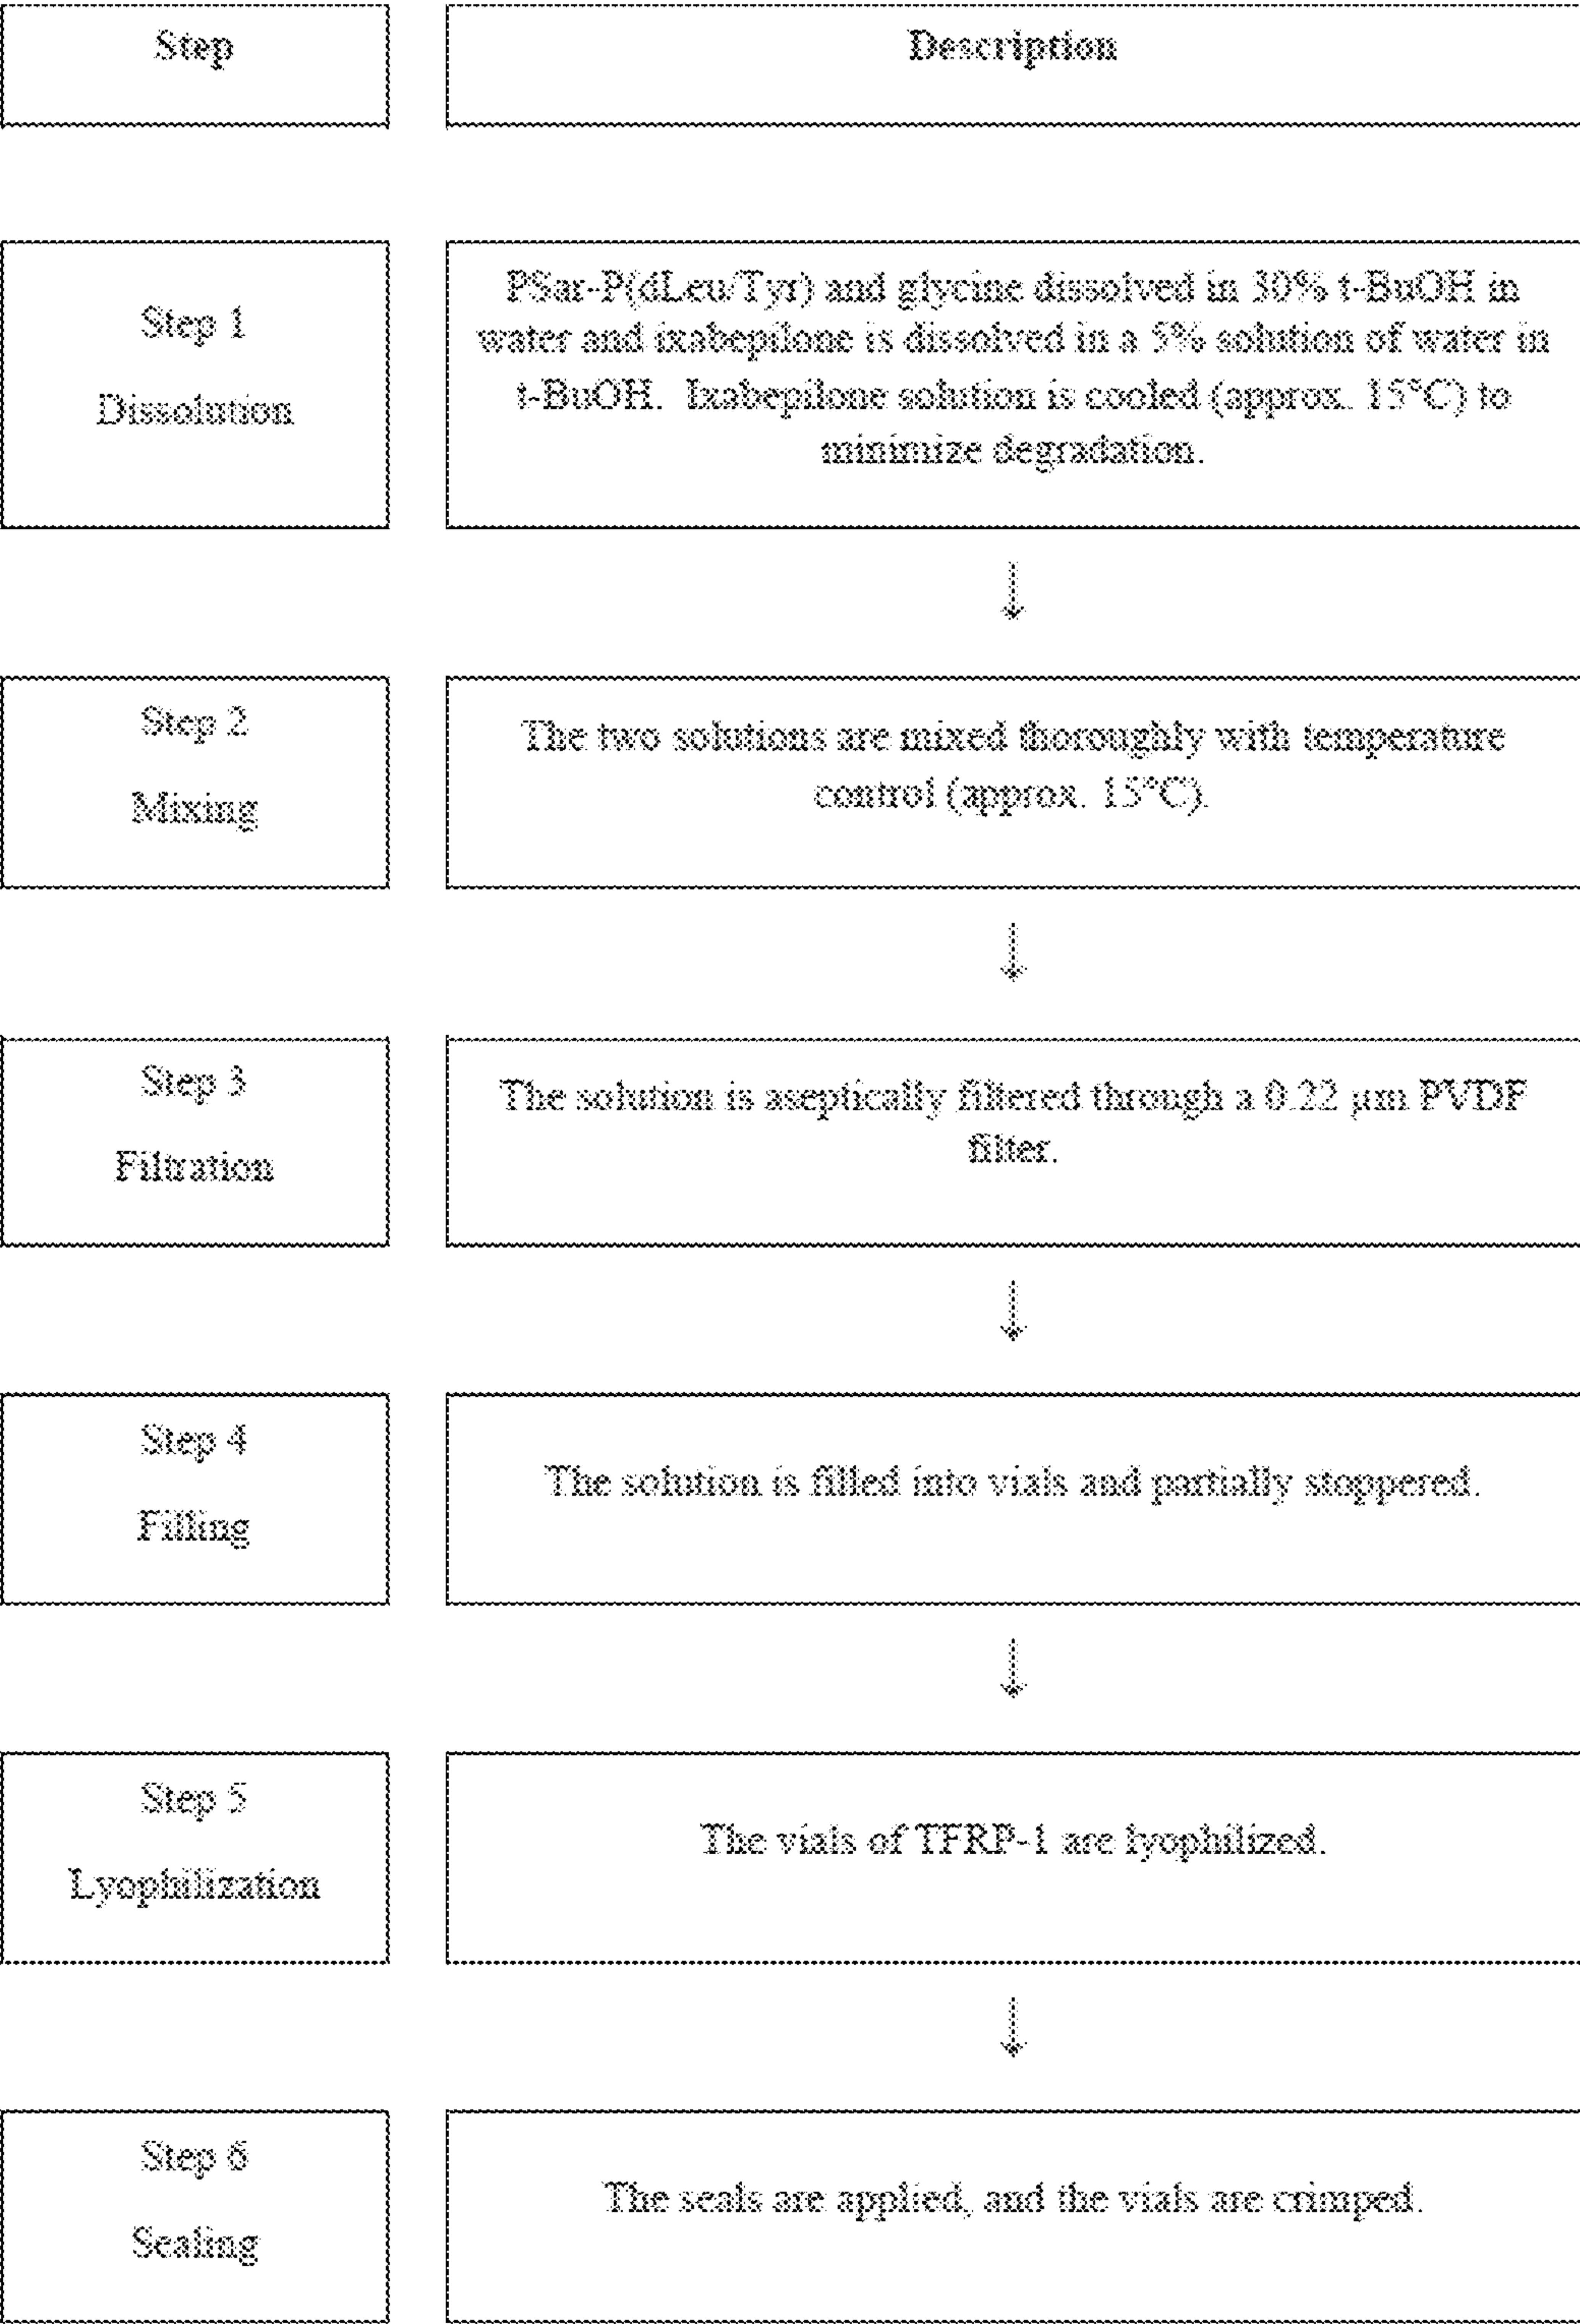 Step
Description
Step 1
Dissolution
PSar-P(dLeu/Tyr) and glycine dissolved in 30% t-BuOH in
water and ixabepilone is dissolved in a 5% solution of water in
t-BuOH. Ixabepilone solution is cooled (approx. 15°C) to
minimize degradation.
↓
Step 2
Mixing
The two solutions are mixed thoroughly with temperature
control (approx. 15°C).
↓
Step 3
Filtration
The solution is aseptically filtered through a 0.22 μm PVDF
filter.
↓
Step 4
Filling
The solution is filled into vials and partially stoppered.
↓
Step 5
Lyophilization
The vials of TFRP-1 are lyophilized.
↓
Step 6
Sealing
The seals are applied, and the vials are crimped.